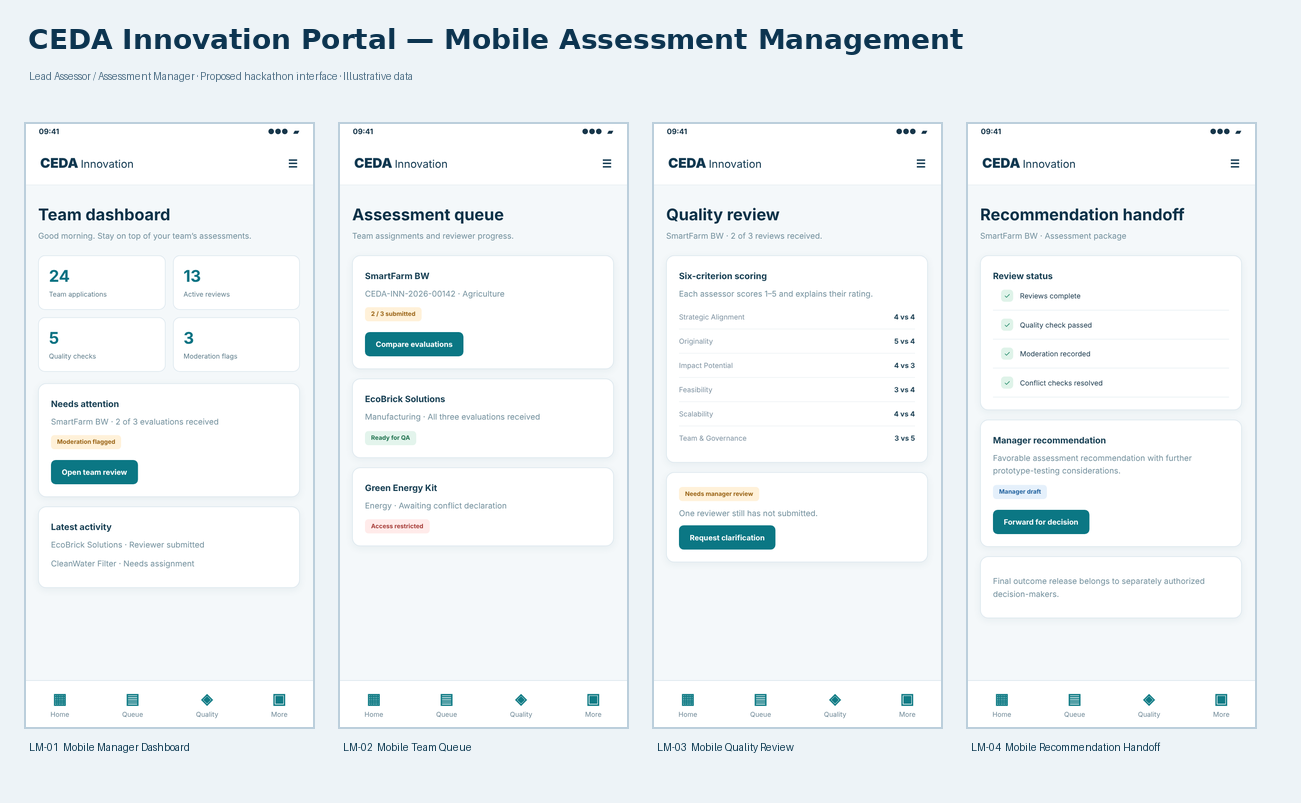 CEDA Innovation Portal — Mobile Assessment Management
Lead Assessor / Assessment Manager · Proposed hackathon interface · Illustrative data
09:41
CEDA Innovation
Team dashboard
Good morning. Stay on top of your team's assessments.
24
Team applications
13
Active reviews
5
Quality checks
3
Moderation flags
Needs attention
SmartFarm BW · 2 of 3 evaluations received
Moderation flagged
Open team review
Latest activity
EcoBrick Solutions · Reviewer submitted
CleanWater Filter · Needs assignment
Home
Queue
Quality
More
LM-01 Mobile Manager Dashboard
09:41
CEDA Innovation
Assessment queue
Team assignments and reviewer progress.
SmartFarm BW
CEDA-INN-2026-00142 · Agriculture
2 / 3 submitted
Compare evaluations
EcoBrick Solutions
Manufacturing · All three evaluations received
Ready for QA
Green Energy Kit
Energy · Awaiting conflict declaration
Access restricted
Home
Queue
Quality
More
LM-02 Mobile Team Queue
09:41
CEDA Innovation
Quality review
SmartFarm BW · 2 of 3 reviews received.
Six-criterion scoring
Each assessor scores 1–5 and explains their rating.
Strategic Alignment 4 vs 4
Originality 5 vs 4
Impact Potential 4 vs 3
Feasibility 3 vs 4
Scalability 4 vs 4
Team & Governance 3 vs 5
Needs manager review
One reviewer still has not submitted.
Request clarification
Home
Queue
Quality
More
LM-03 Mobile Quality Review
09:41
CEDA Innovation
Recommendation handoff
SmartFarm BW · Assessment package
Review status
Reviews complete
Quality check passed
Moderation recorded
Conflict checks resolved
Manager recommendation
Favorable assessment recommendation with further
prototype-testing considerations.
Manager draft
Forward for decision
Final outcome release belongs to separately authorized
decision-makers.
Home
Queue
Quality
More
LM-04 Mobile Recommendation Handoff